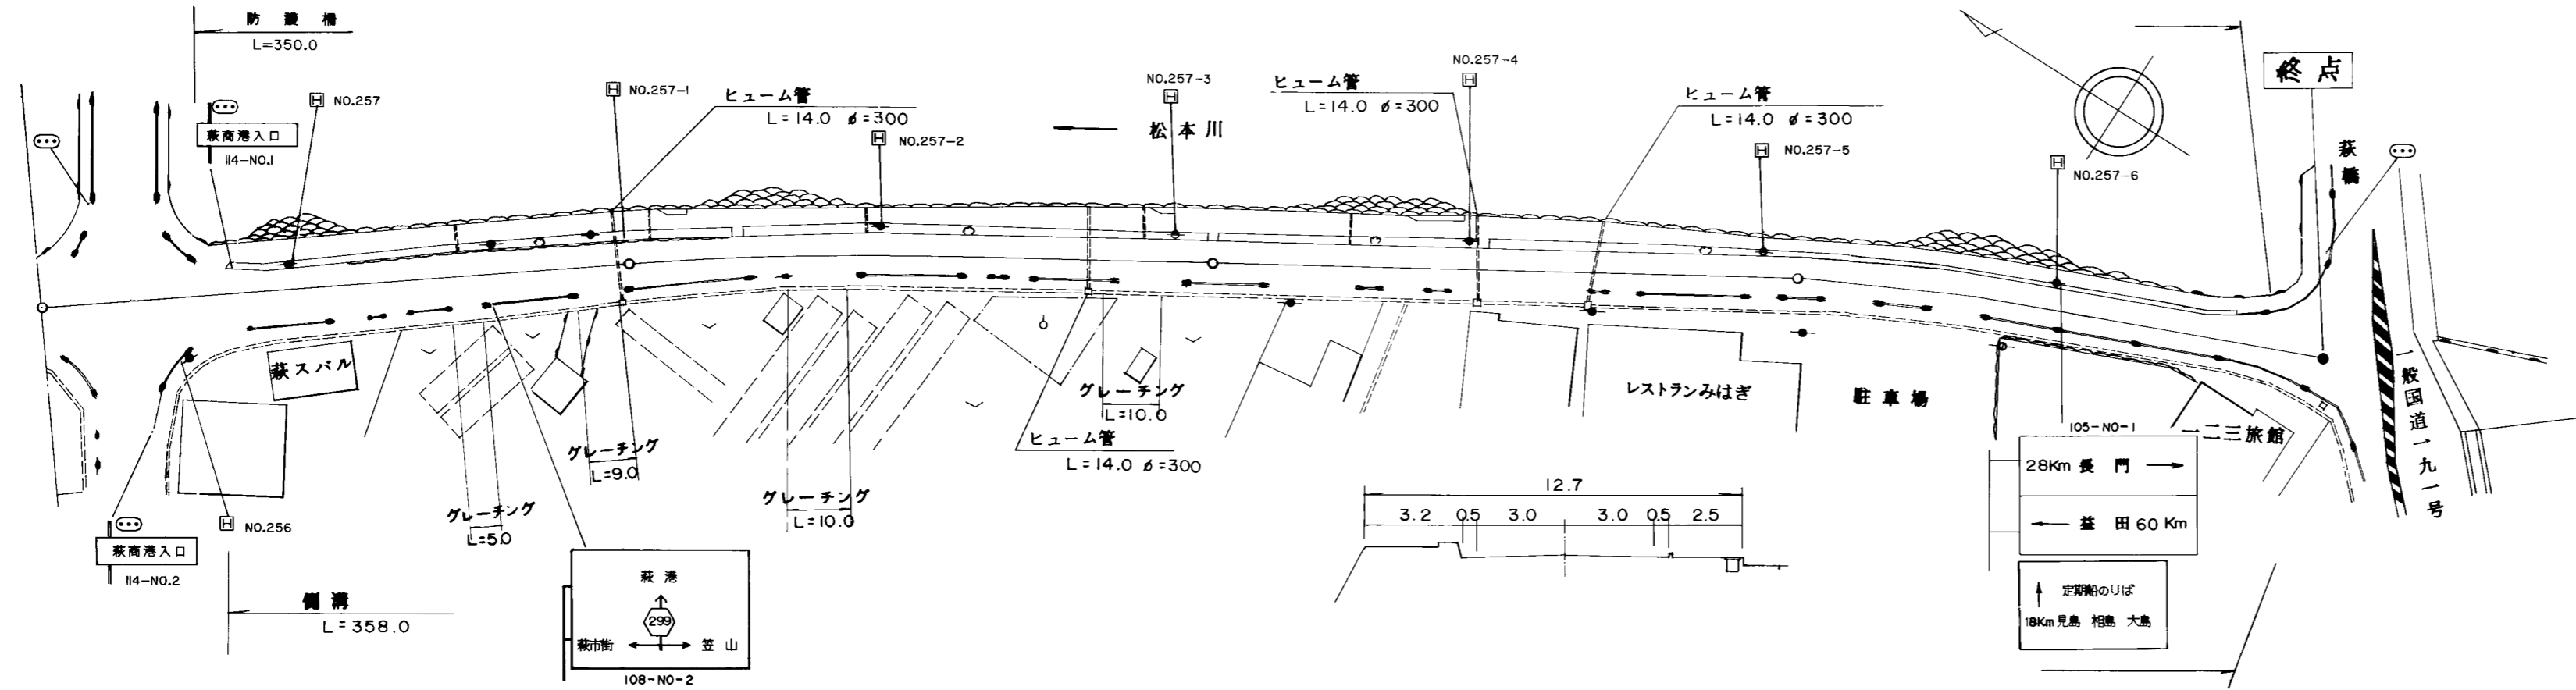 防護柵
L=350.0
萩商港入口
114-NO.1
NO.257
NO.257-1
ヒューム管
L=14.0 φ=300
NO.257-2
松本川
NO.257-3
ヒューム管
L=14.0 φ=300
NO.257-4
ヒューム管
L=14.0 φ=300
NO.257-5
NO.257-6
終点
萩橋
一般国道一九一号
萩スバル
グレーチング
L=5.0
グレーチング
L=9.0
グレーチング
L=10.0
グレーチング
L=10.0
ヒューム管
L=14.0 φ=300
レストランみはぎ
駐車場
一二三旅館
NO.256
萩商港入口
114-NO.2
側溝
L=358.0
萩港
299
萩市街 笠山
108-NO-2
12.7
3.2 0.5 3.0 3.0 0.5 2.5
105-NO-1
28Km 長門
益田 60 Km
定期船のりば
18Km 見島 相島 大島